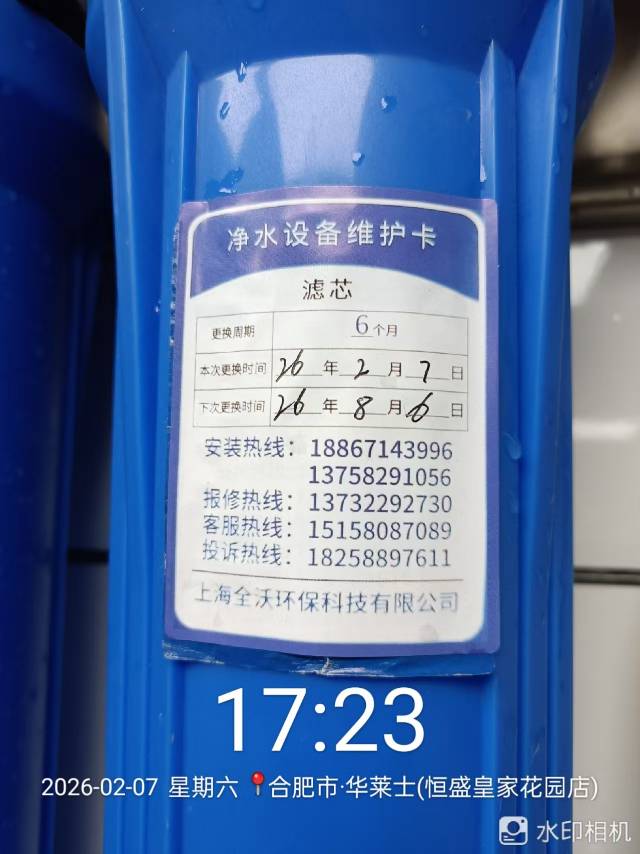 净水设备维护卡
滤芯
更换周期 6个月
本次更换时间 26年2月7日
下次更换时间 26年8月6日
安装热线：18867143996
13758291056
报修热线：13732292730
客服热线：15158087089
投诉热线：18258897611
上海全沃环保科技有限公司
17:23
2026-02-07 星期六 📍合肥市·华莱士(恒盛皇家花园店)
水印相机